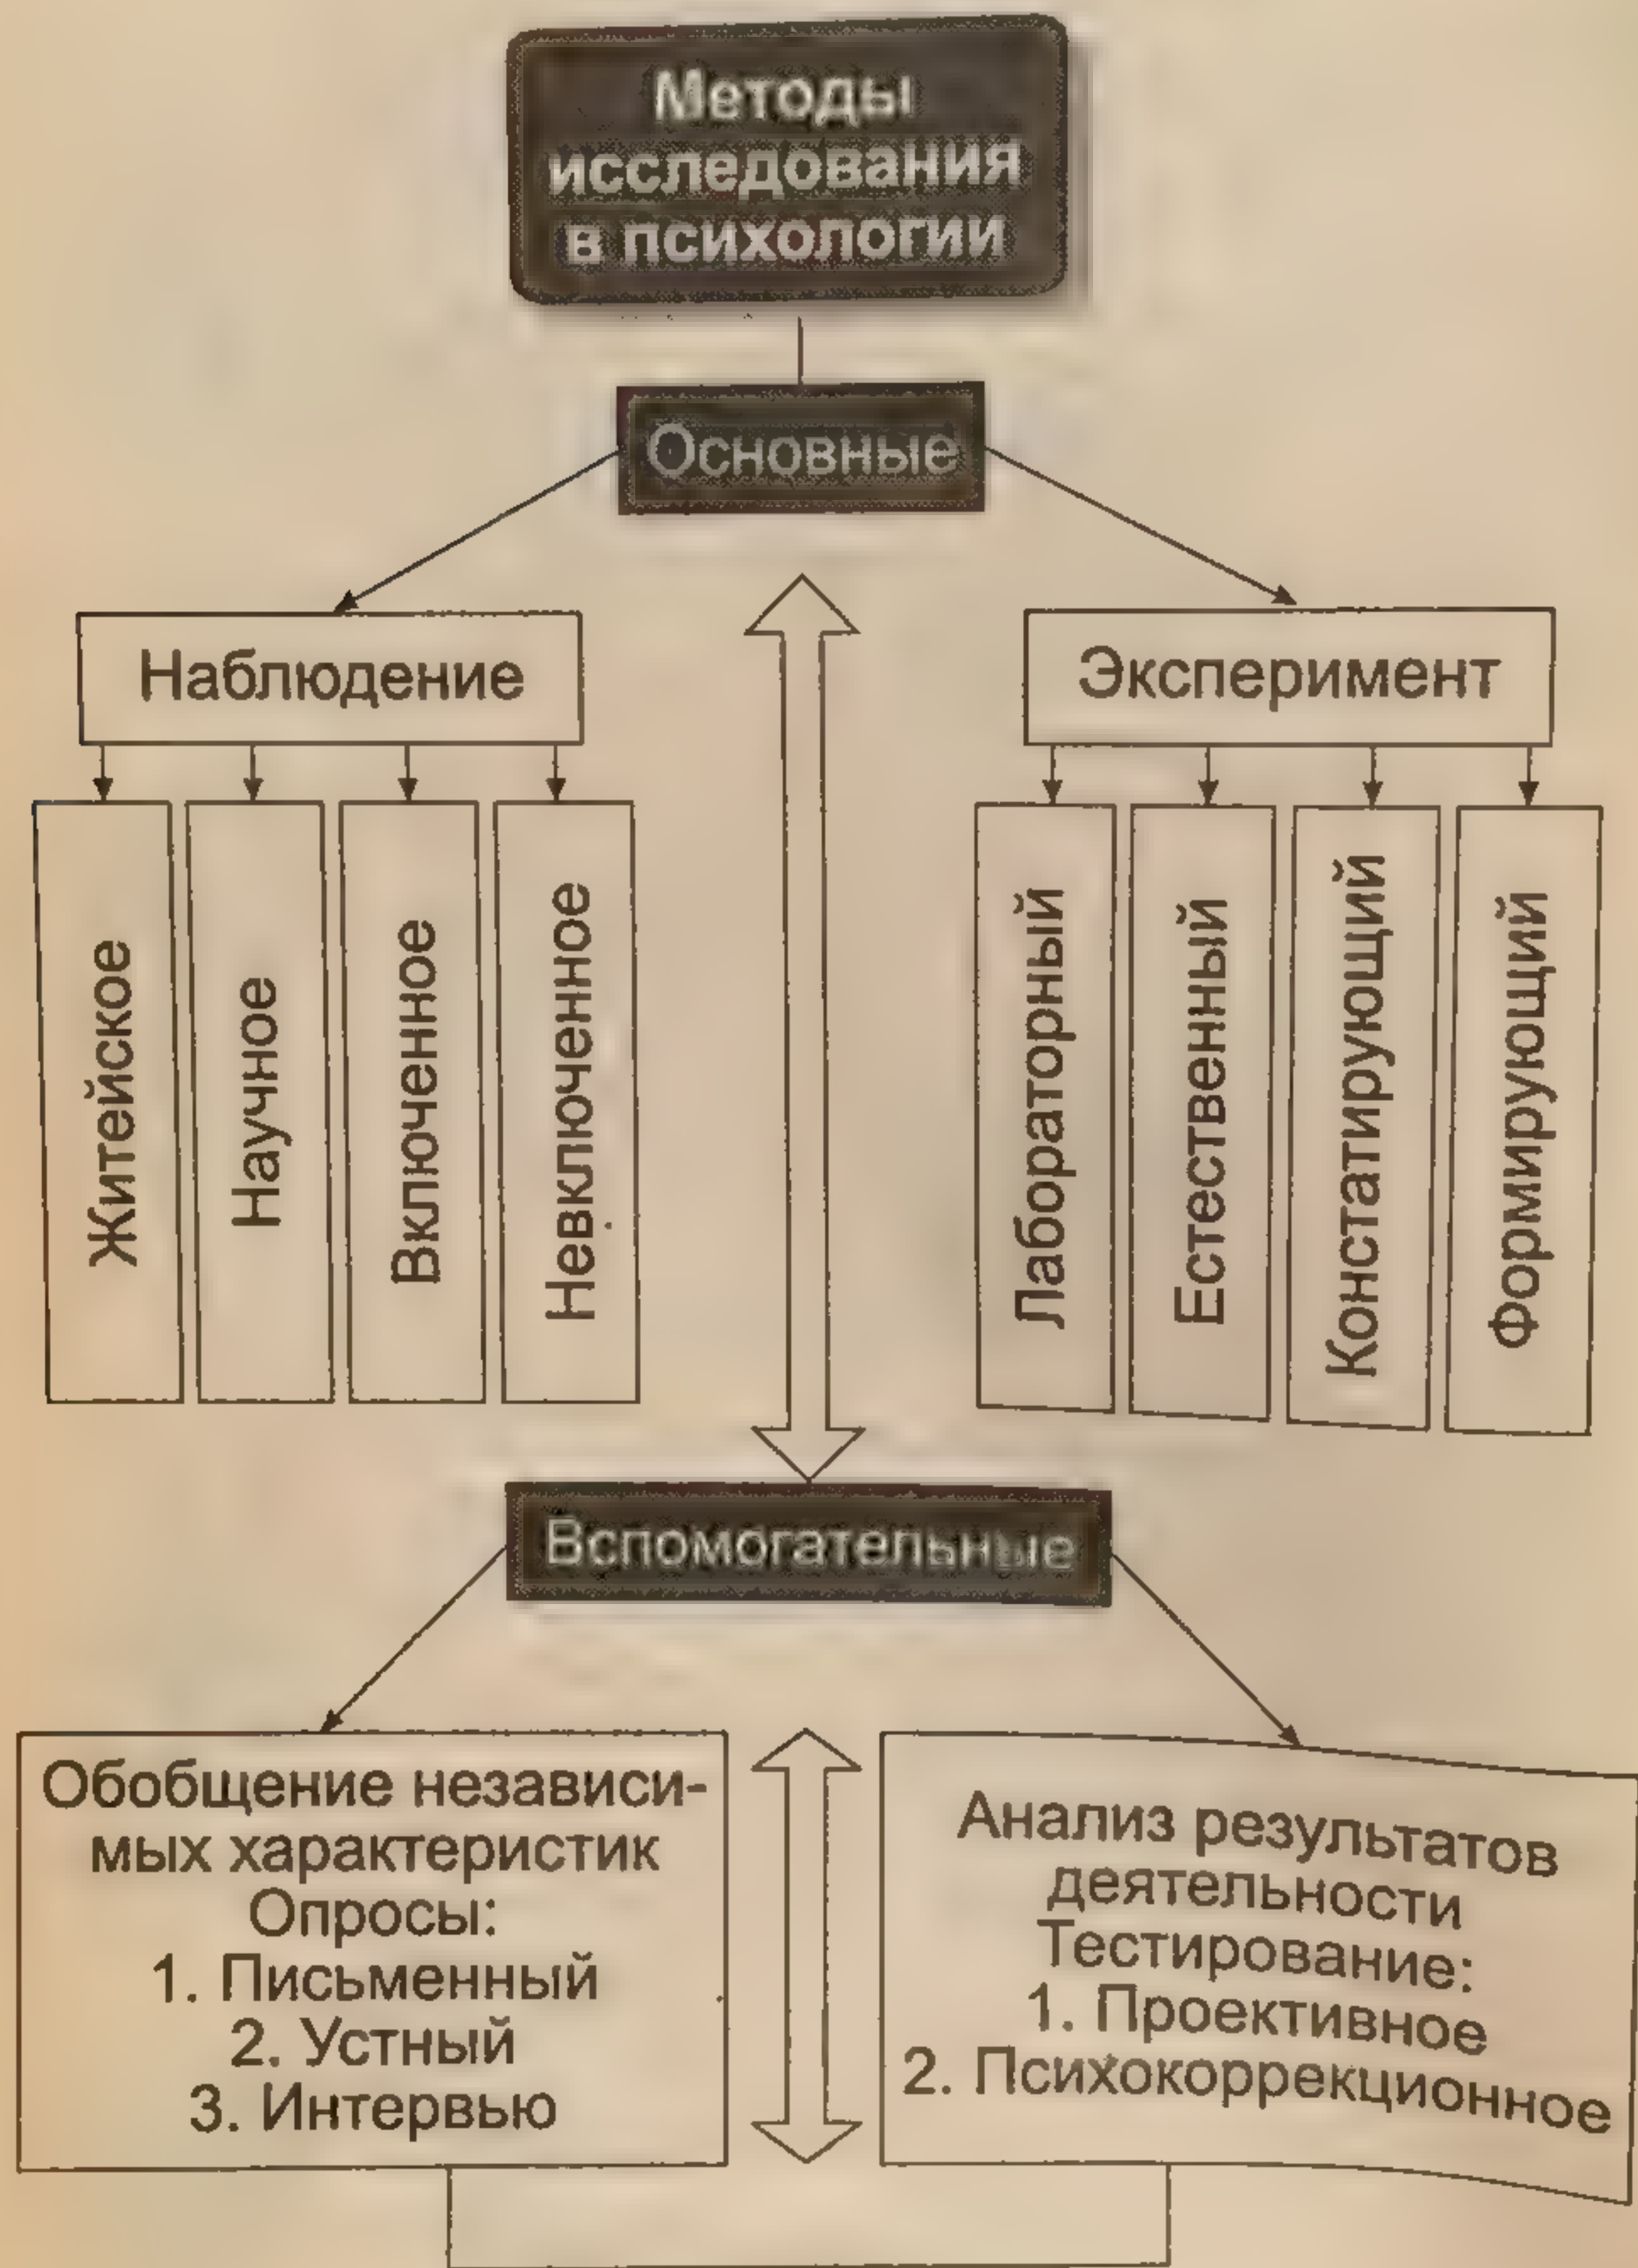 Методы
исследования
в психологии
Основные
Наблюдение
Эксперимент
Житейское
Научное
Включенное
Невключенное
Лабораторный
Естественный
Констатирующий
Формирующий
Вспомогательные
Обобщение независи-
мых характеристик
Опросы:
1. Письменный
2. Устный
3. Интервью
Анализ результатов
деятельности
Тестирование:
1. Проективное
2. Психокоррекционное